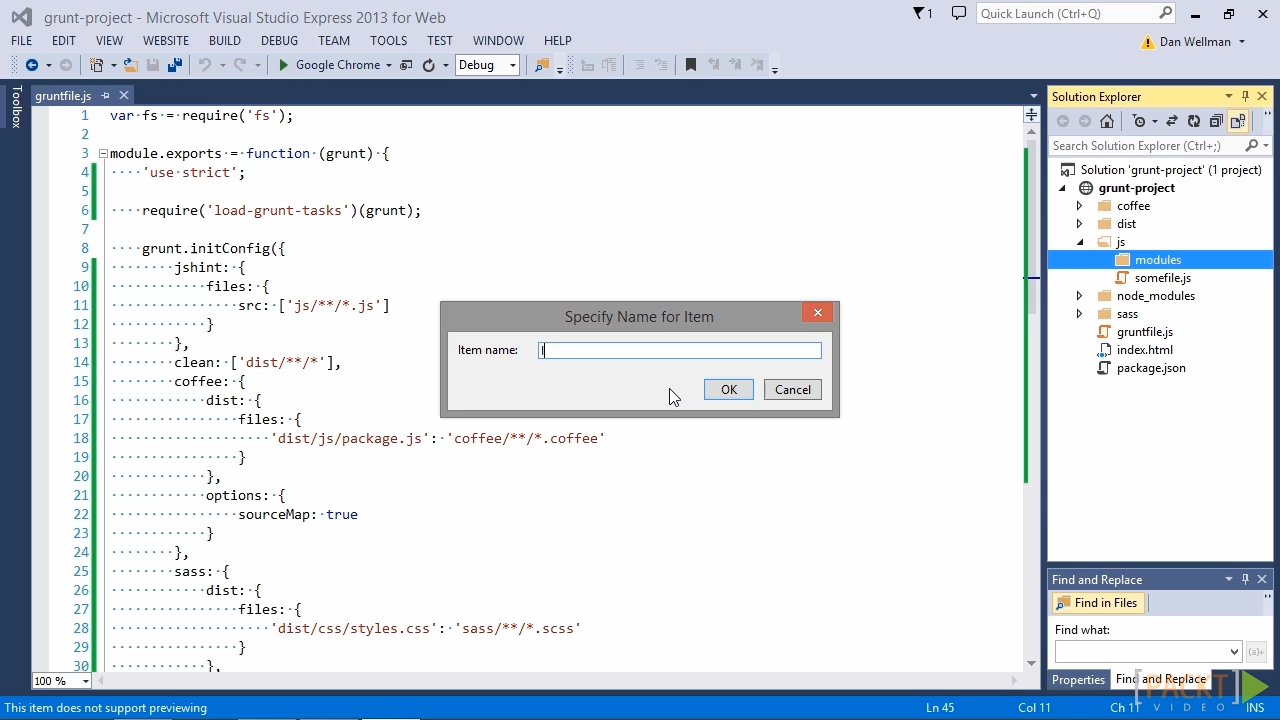 grunt-project - Microsoft Visual Studio Express 2013 for Web
1
Quick Launch (Ctrl+Q)
FILE EDIT VIEW WEBSITE BUILD DEBUG TEAM TOOLS TEST WINDOW HELP
Dan Wellman
Google Chrome
Debug
Toolbox
gruntfile.js
1 var fs = require('fs');
2
3 module.exports = function (grunt) {
4 ····'use·strict';
5
6 ····require('load-grunt-tasks')(grunt);
7
8 ····grunt.initConfig({
9 ········jshint: {
10 ············files: {
11 ················src: ['js/**/*.js']
12 ············}
13 ········},
14 ········clean: ['dist/**/*'],
15 ········coffee: {
16 ············dist: {
17 ················files: {
18 ····················'dist/js/package.js': 'coffee/**/*.coffee'
19 ················}
20 ············},
21 ············options: {
22 ················sourceMap: true
23 ············}
24 ········},
25 ········sass: {
26 ············dist: {
27 ················files: {
28 ····················'dist/css/styles.css': 'sass/**/*.scss'
29 ················}
30 ············},
100 %
Specify Name for Item
Item name:
OK
Cancel
Solution Explorer
Search Solution Explorer (Ctrl+;)
Solution 'grunt-project' (1 project)
grunt-project
coffee
dist
js
modules
somefile.js
node_modules
sass
gruntfile.js
index.html
package.json
Find and Replace
Find in Files
Find what:
(a)+
Properties
Find and Replace
PACKT
VIDEO
This item does not support previewing
Ln 45
Col 11
Ch 11
INS